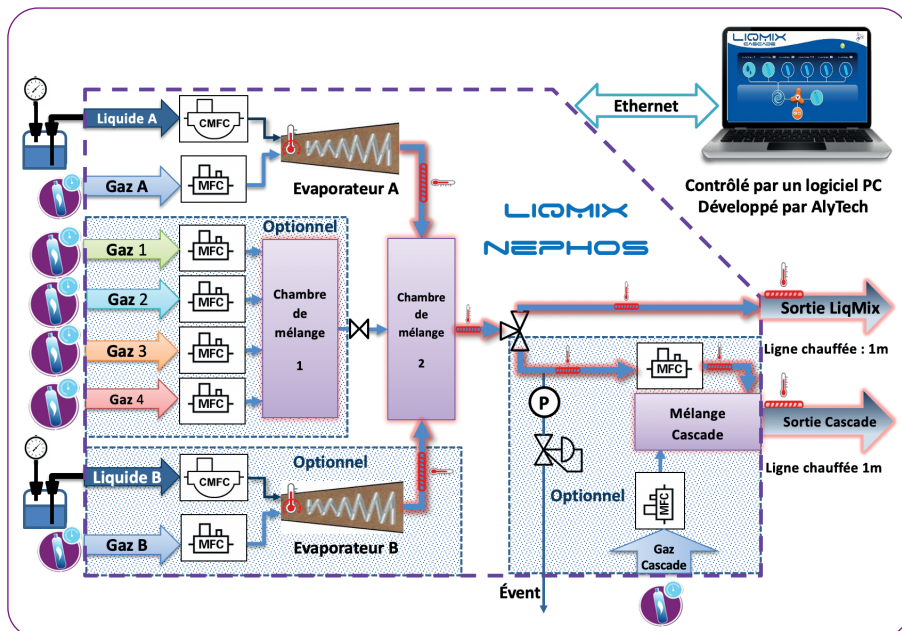 LIQMIX
CASCADE
Ethernet
Contrôlé par un logiciel PC
Développé par AlyTech
Liquide A
CMFC
Gaz A
MFC
Evaporateur A
LIQMIX
NEPHOS
Optionnel
Gaz 1
MFC
Gaz 2
MFC
Gaz 3
MFC
Gaz 4
MFC
Chambre
de
mélange
1
Chambre
de
mélange
2
Sortie LiqMix
Ligne chauffée : 1m
MFC
P
Mélange
Cascade
Sortie Cascade
Ligne chauffée 1m
Optionnel
MFC
Gaz
Cascade
Évent
Optionnel
Liquide B
CMFC
Gaz B
MFC
Evaporateur B